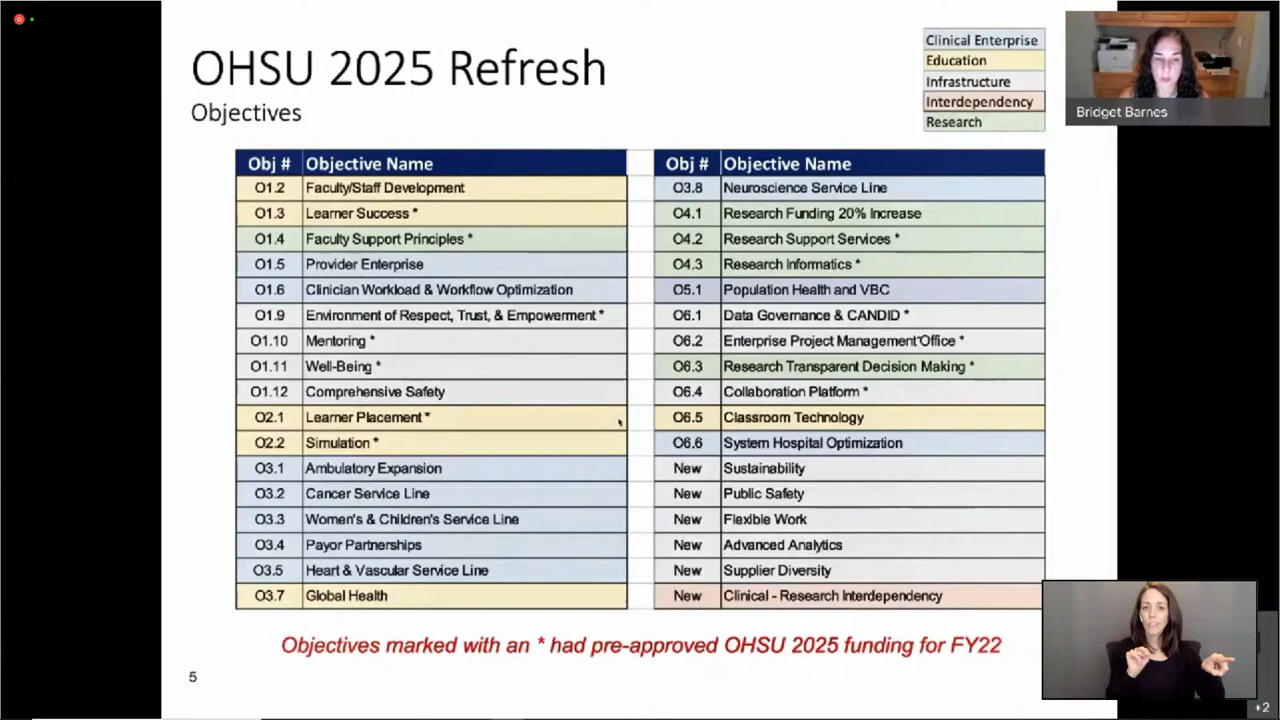 OHSU 2025 Refresh
Objectives
Clinical Enterprise
Education
Infrastructure
Interdependency
Research
Bridget Barnes
Obj # Objective Name
O1.2 Faculty/Staff Development
O1.3 Learner Success *
O1.4 Faculty Support Principles *
O1.5 Provider Enterprise
O1.6 Clinician Workload & Workflow Optimization
O1.9 Environment of Respect, Trust, & Empowerment *
O1.10 Mentoring *
O1.11 Well-Being *
O1.12 Comprehensive Safety
O2.1 Learner Placement *
O2.2 Simulation *
O3.1 Ambulatory Expansion
O3.2 Cancer Service Line
O3.3 Women's & Children's Service Line
O3.4 Payor Partnerships
O3.5 Heart & Vascular Service Line
O3.7 Global Health
Obj # Objective Name
O3.8 Neuroscience Service Line
O4.1 Research Funding 20% Increase
O4.2 Research Support Services *
O4.3 Research Informatics *
O5.1 Population Health and VBC
O6.1 Data Governance & CANDID *
O6.2 Enterprise Project Management Office *
O6.3 Research Transparent Decision Making *
O6.4 Collaboration Platform *
O6.5 Classroom Technology
O6.6 System Hospital Optimization
New Sustainability
New Public Safety
New Flexible Work
New Advanced Analytics
New Supplier Diversity
New Clinical - Research Interdependency
Objectives marked with an * had pre-approved OHSU 2025 funding for FY22
5
+2